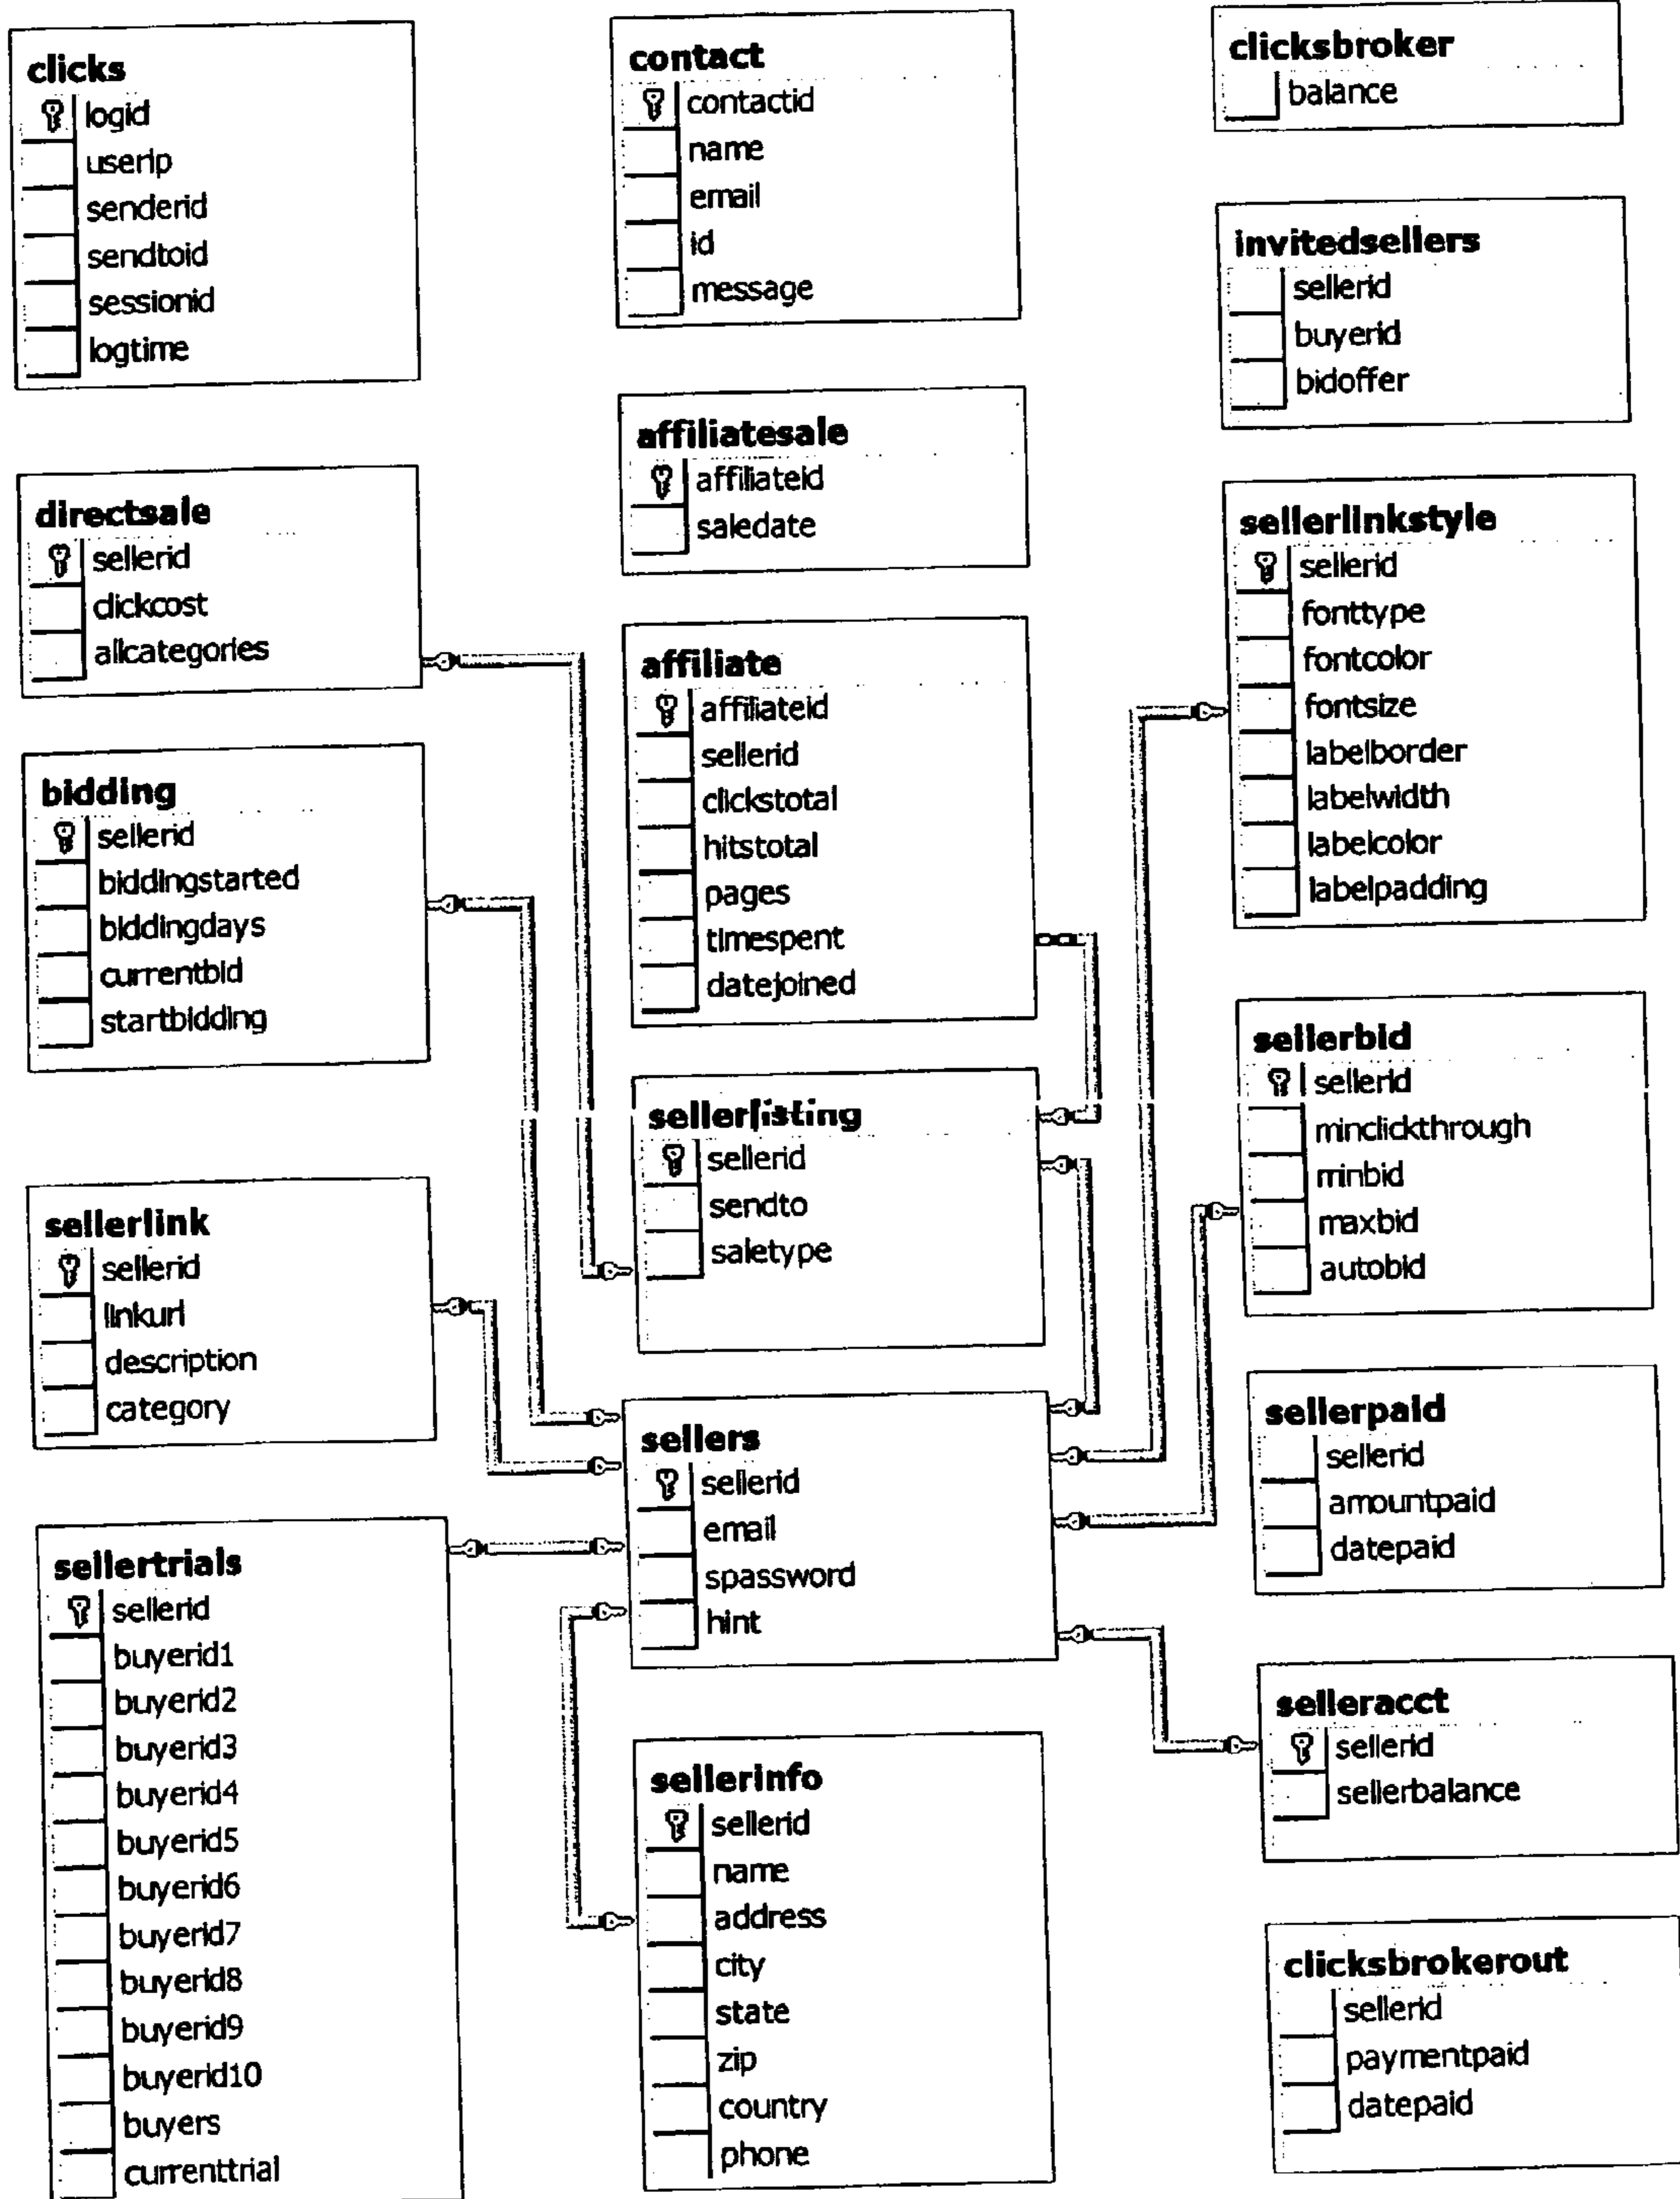 clicks
logid
userip
senderid
sendtoid
sessionid
logtime
directsale
sellerid
clickcost
allcategories
bidding
sellerid
biddingstarted
biddingdays
currentbid
startbidding
sellerlink
sellerid
linkurl
description
category
sellertrials
sellerid
buyerid1
buyerid2
buyerid3
buyerid4
buyerid5
buyerid6
buyerid7
buyerid8
buyerid9
buyerid10
buyers
currenttrial
contact
contactid
name
email
id
message
affiliatesale
affiliateid
saledate
affiliate
affiliateid
sellerid
clickstotal
hitstotal
pages
timespent
datejoined
sellerlisting
sellerid
sendto
saletype
sellers
sellerid
email
spassword
hint
sellerinfo
sellerid
name
address
city
state
zip
country
phone
clicksbroker
balance
invitedsellers
sellerid
buyerid
bidoffer
sellerlinkstyle
sellerid
fonttype
fontcolor
fontsize
labelborder
labelwidth
labelcolor
labelpadding
sellerbid
sellerid
minclickthrough
minbid
maxbid
autobid
sellerpaid
sellerid
amountpaid
datepaid
selleracct
sellerid
sellerbalance
clicksbrokerout
sellerid
paymentpaid
datepaid